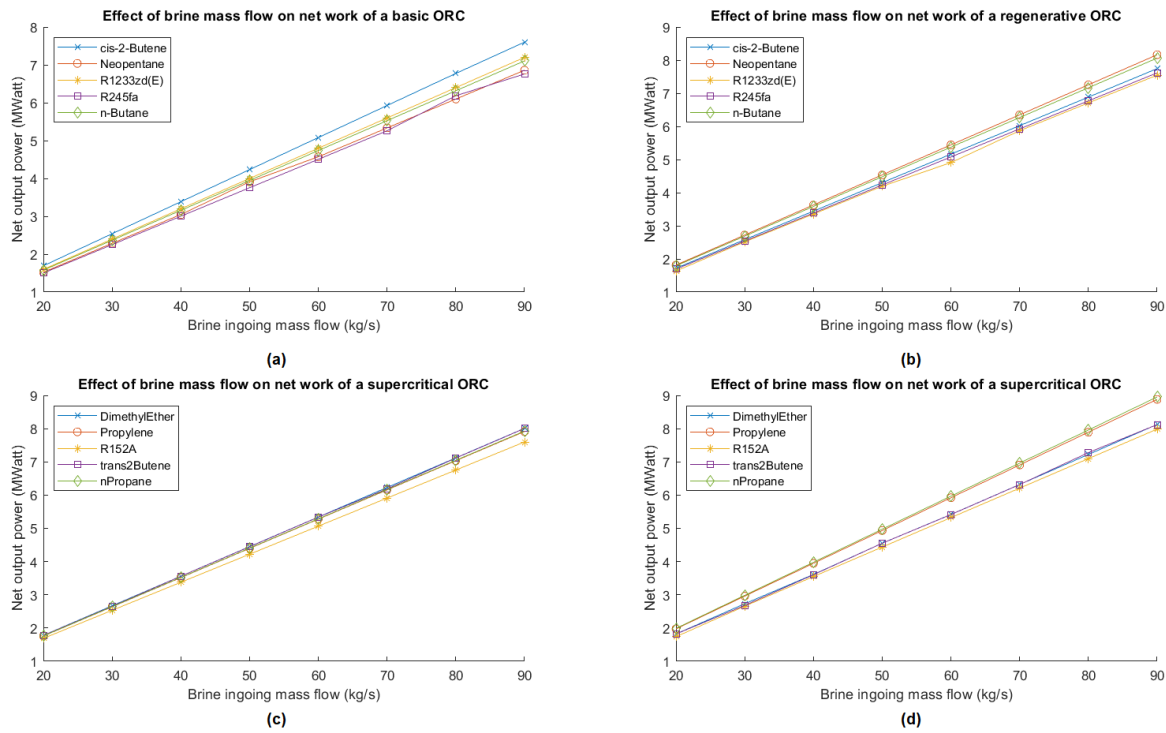 Effect of brine mass flow on net work of a basic ORC
8
7
6
5
4
3
2
1
Net output power (MWatt)
cis-2-Butene
Neopentane
R1233zd(E)
R245fa
n-Butane
20 30 40 50 60 70 80 90
Brine ingoing mass flow (kg/s)
(a)
Effect of brine mass flow on net work of a regenerative ORC
9
8
7
6
5
4
3
2
1
Net output power (MWatt)
cis-2-Butene
Neopentane
R1233zd(E)
R245fa
n-Butane
20 30 40 50 60 70 80 90
Brine ingoing mass flow (kg/s)
(b)
Effect of brine mass flow on net work of a supercritical ORC
9
8
7
6
5
4
3
2
1
Net output power (MWatt)
DimethylEther
Propylene
R152A
trans2Butene
nPropane
20 30 40 50 60 70 80 90
Brine ingoing mass flow (kg/s)
(c)
Effect of brine mass flow on net work of a supercritical ORC
9
8
7
6
5
4
3
2
1
Net output power (MWatt)
DimethylEther
Propylene
R152A
trans2Butene
nPropane
20 30 40 50 60 70 80 90
Brine ingoing mass flow (kg/s)
(d)